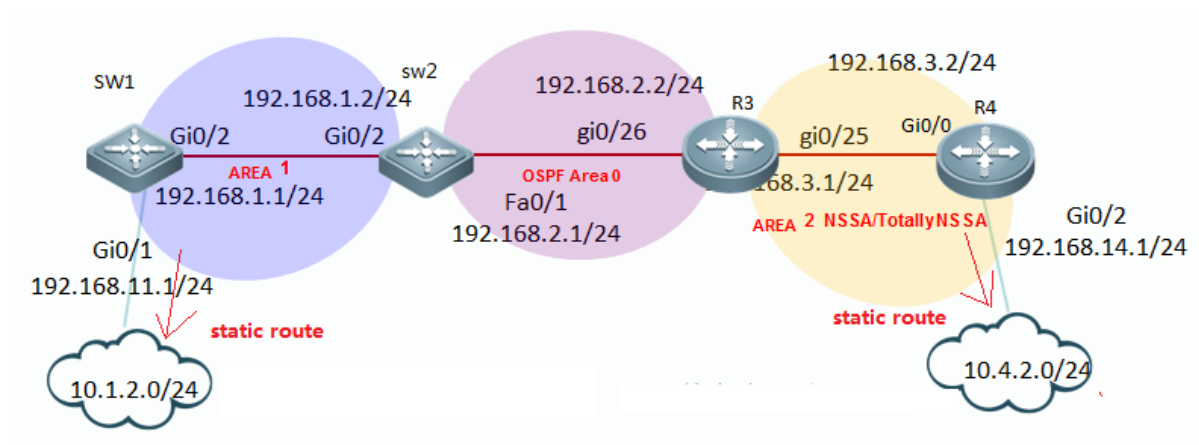 SW1
192.168.1.2/24
sw2
192.168.2.2/24
R3
192.168.3.2/24
R4
Gi0/2
Gi0/2
gi0/26
gi0/25
Gi0/0
AREA 1
192.168.1.1/24
OSPF Area 0
Fa0/1
192.168.2.1/24
168.3.1/24
AREA 2 NSSA/Totally NSSA
Gi0/2
192.168.14.1/24
Gi0/1
192.168.11.1/24
static route
static route
10.1.2.0/24
10.4.2.0/24